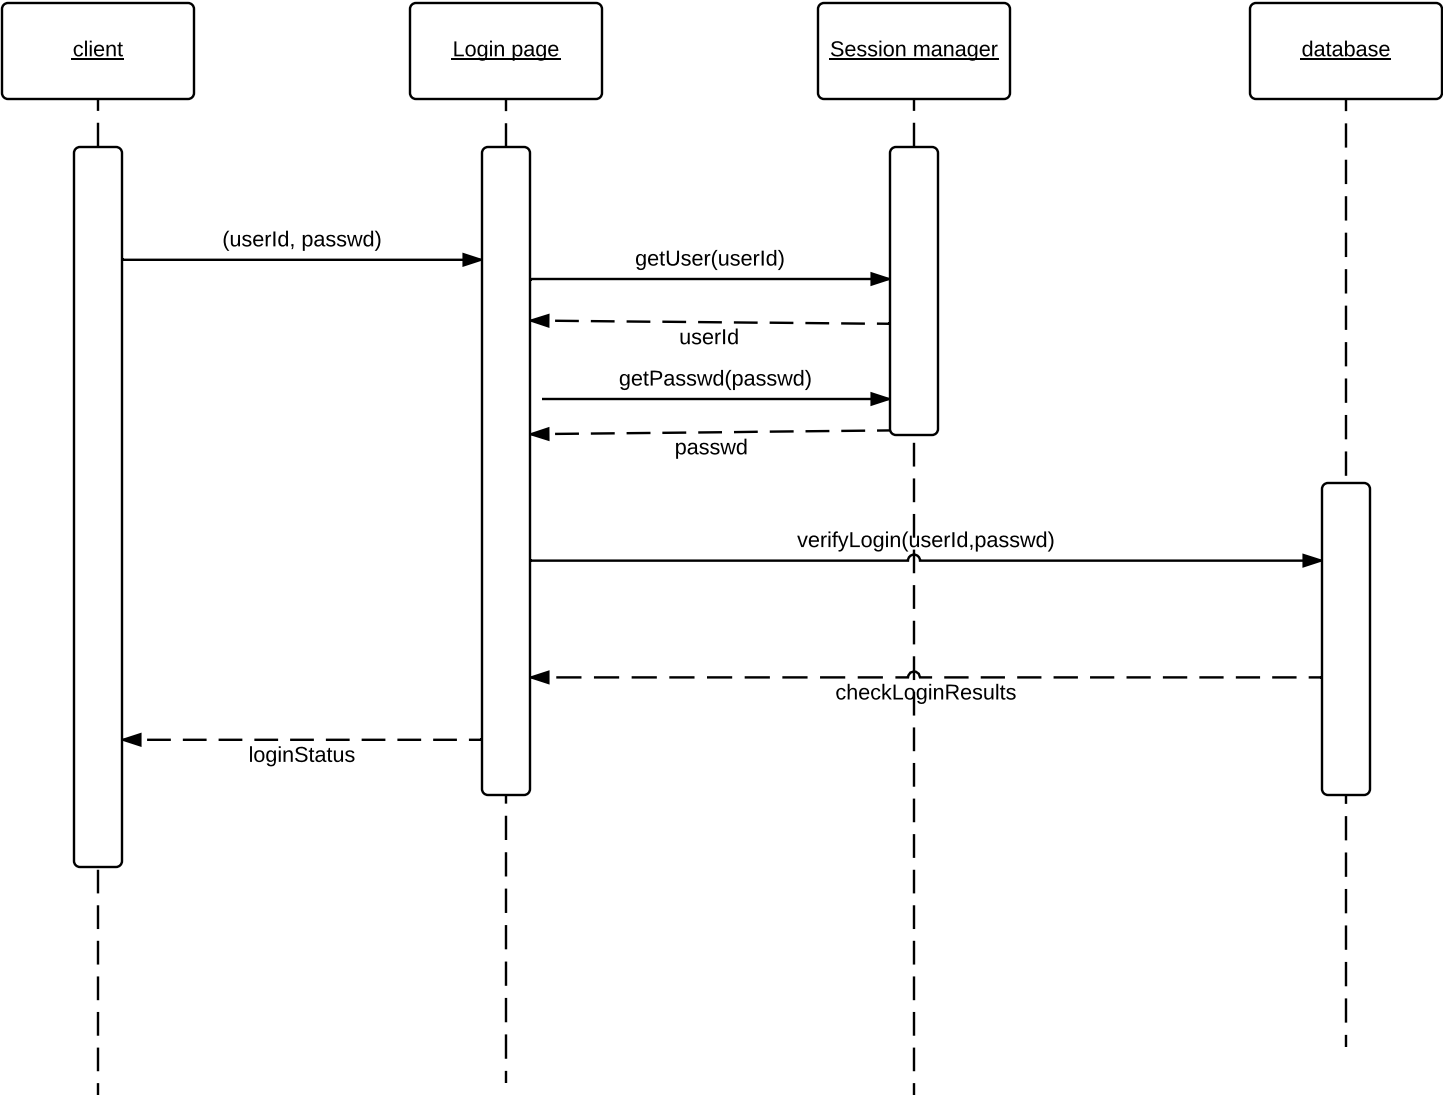 client
Login page
Session manager
database
(userId, passwd)
getUser(userId)
userId
getPasswd(passwd)
passwd
verifyLogin(userId,passwd)
checkLoginResults
loginStatus